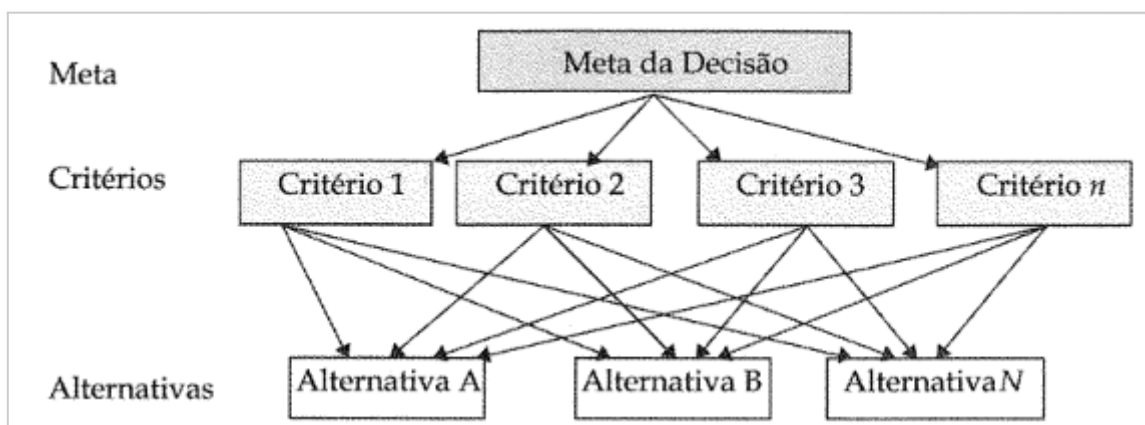 Meta
Meta da Decisão
Critérios
Critério 1
Critério 2
Critério 3
Critério n
Alternativas
Alternativa A
Alternativa B
Alternativa N